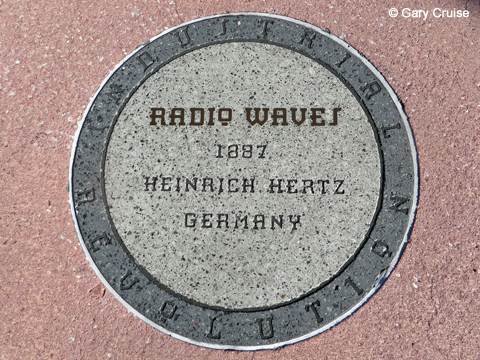 © Gary Cruise
INDUSTRIAL REVOLUTION
RADIO WAVES
1887
HEINRICH HERTZ
GERMANY